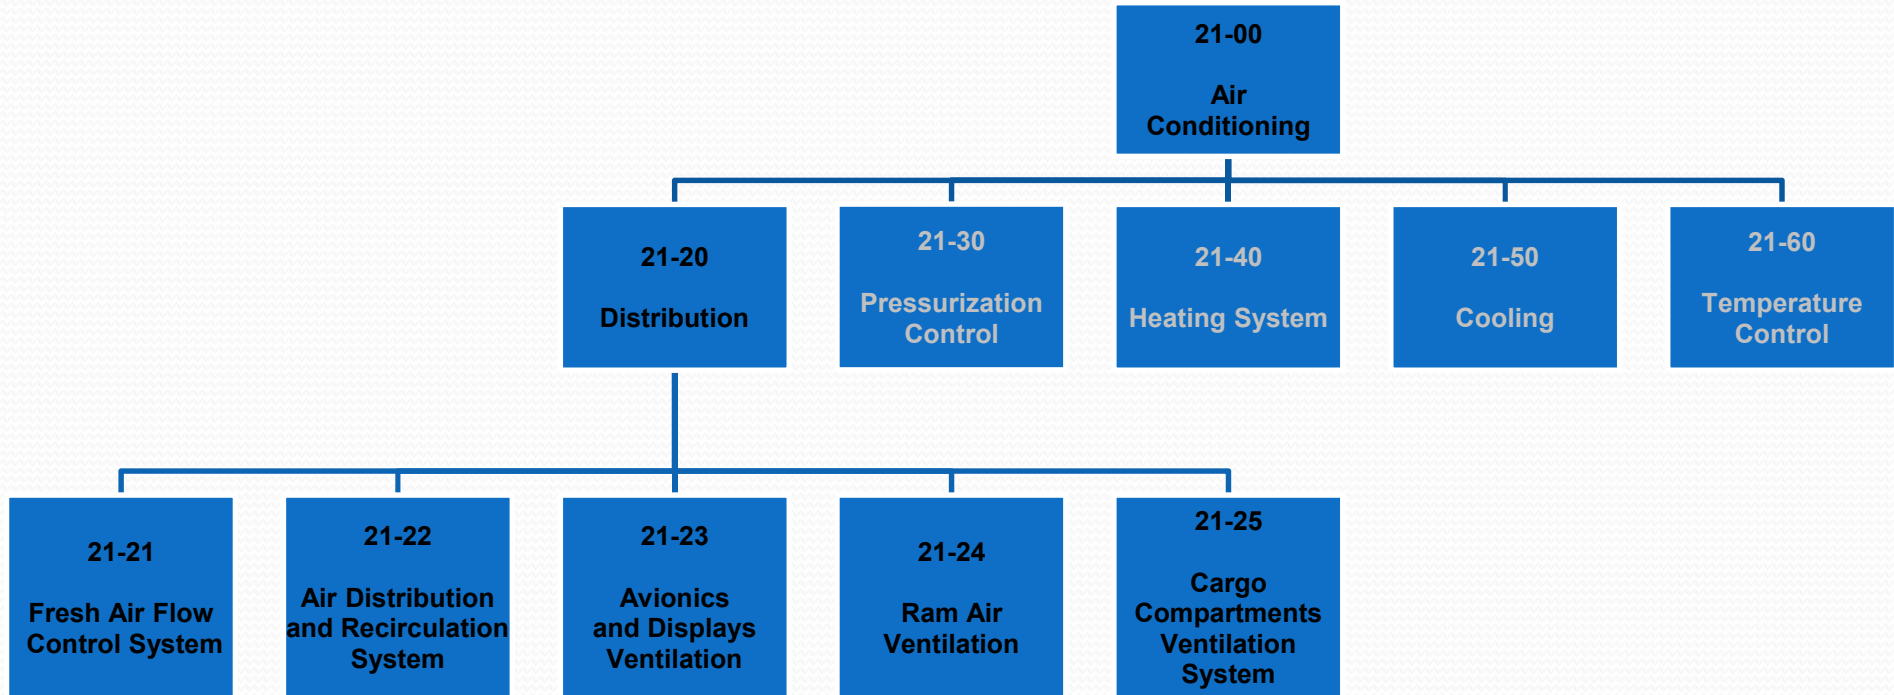 21-00
Air
Conditioning
21-20
Distribution
21-30
Pressurization
Control
21-40
Heating System
21-50
Cooling
21-60
Temperature
Control
21-21
Fresh Air Flow
Control System
21-22
Air Distribution
and Recirculation
System
21-23
Avionics
and Displays
Ventilation
21-24
Ram Air
Ventilation
21-25
Cargo
Compartments
Ventilation
System